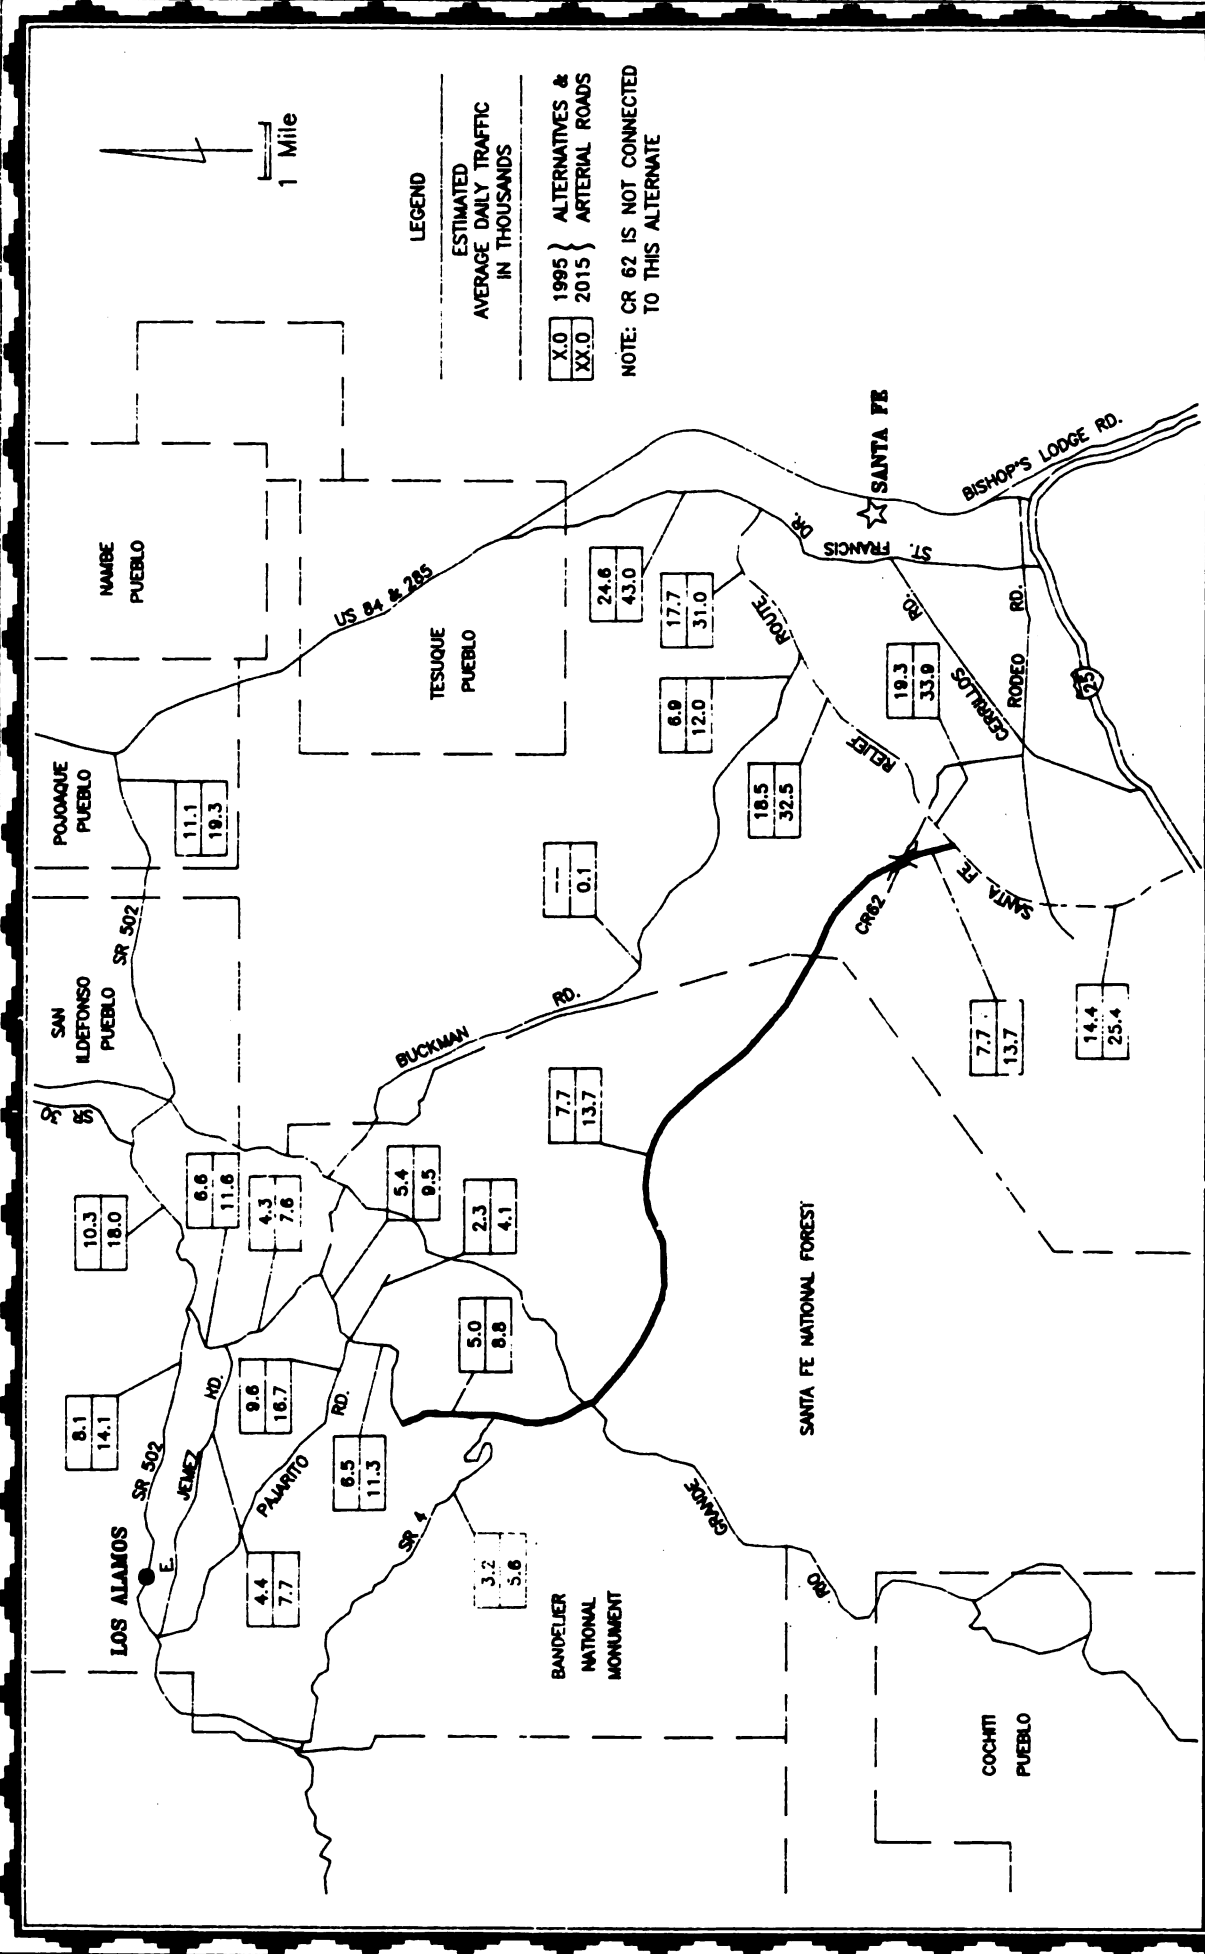 1 Mile
LEGEND
ESTIMATED
AVERAGE DAILY TRAFFIC
IN THOUSANDS
X.0 1995 } ALTERNATIVES &
XX.0 2015 } ARTERIAL ROADS
NOTE: CR 62 IS NOT CONNECTED
TO THIS ALTERNATE
NAMBE
PUEBLO
TESUQUE
PUEBLO
POJOAQUE
PUEBLO
SAN
ILDEFONSO
PUEBLO
US 84 & 285
SR 502
11.1
19.3
24.6
43.0
17.7
31.0
6.9
12.0
18.5
32.5
19.3
33.9
---
0.1
7.7
13.7
7.7
13.7
14.4
25.4
SANTA FE
BISHOP'S LODGE RD.
ST. FRANCIS DR.
CERRILLOS RD.
RODEO RD.
25
SANTA FE RELIEF ROUTE
CR62
BUCKMAN RD.
10.3
18.0
6.6
11.6
4.3
7.6
5.4
9.5
2.3
4.1
5.0
8.8
8.1
14.1
9.6
16.7
6.5
11.3
4.4
7.7
3.2
5.6
LOS ALAMOS
SR 502
E. JEMEZ RD.
PAJARITO RD.
SR 4
RIO GRANDE
SANTA FE NATIONAL FOREST
BANDELIER
NATIONAL
MONUMENT
COCHITI
PUEBLO